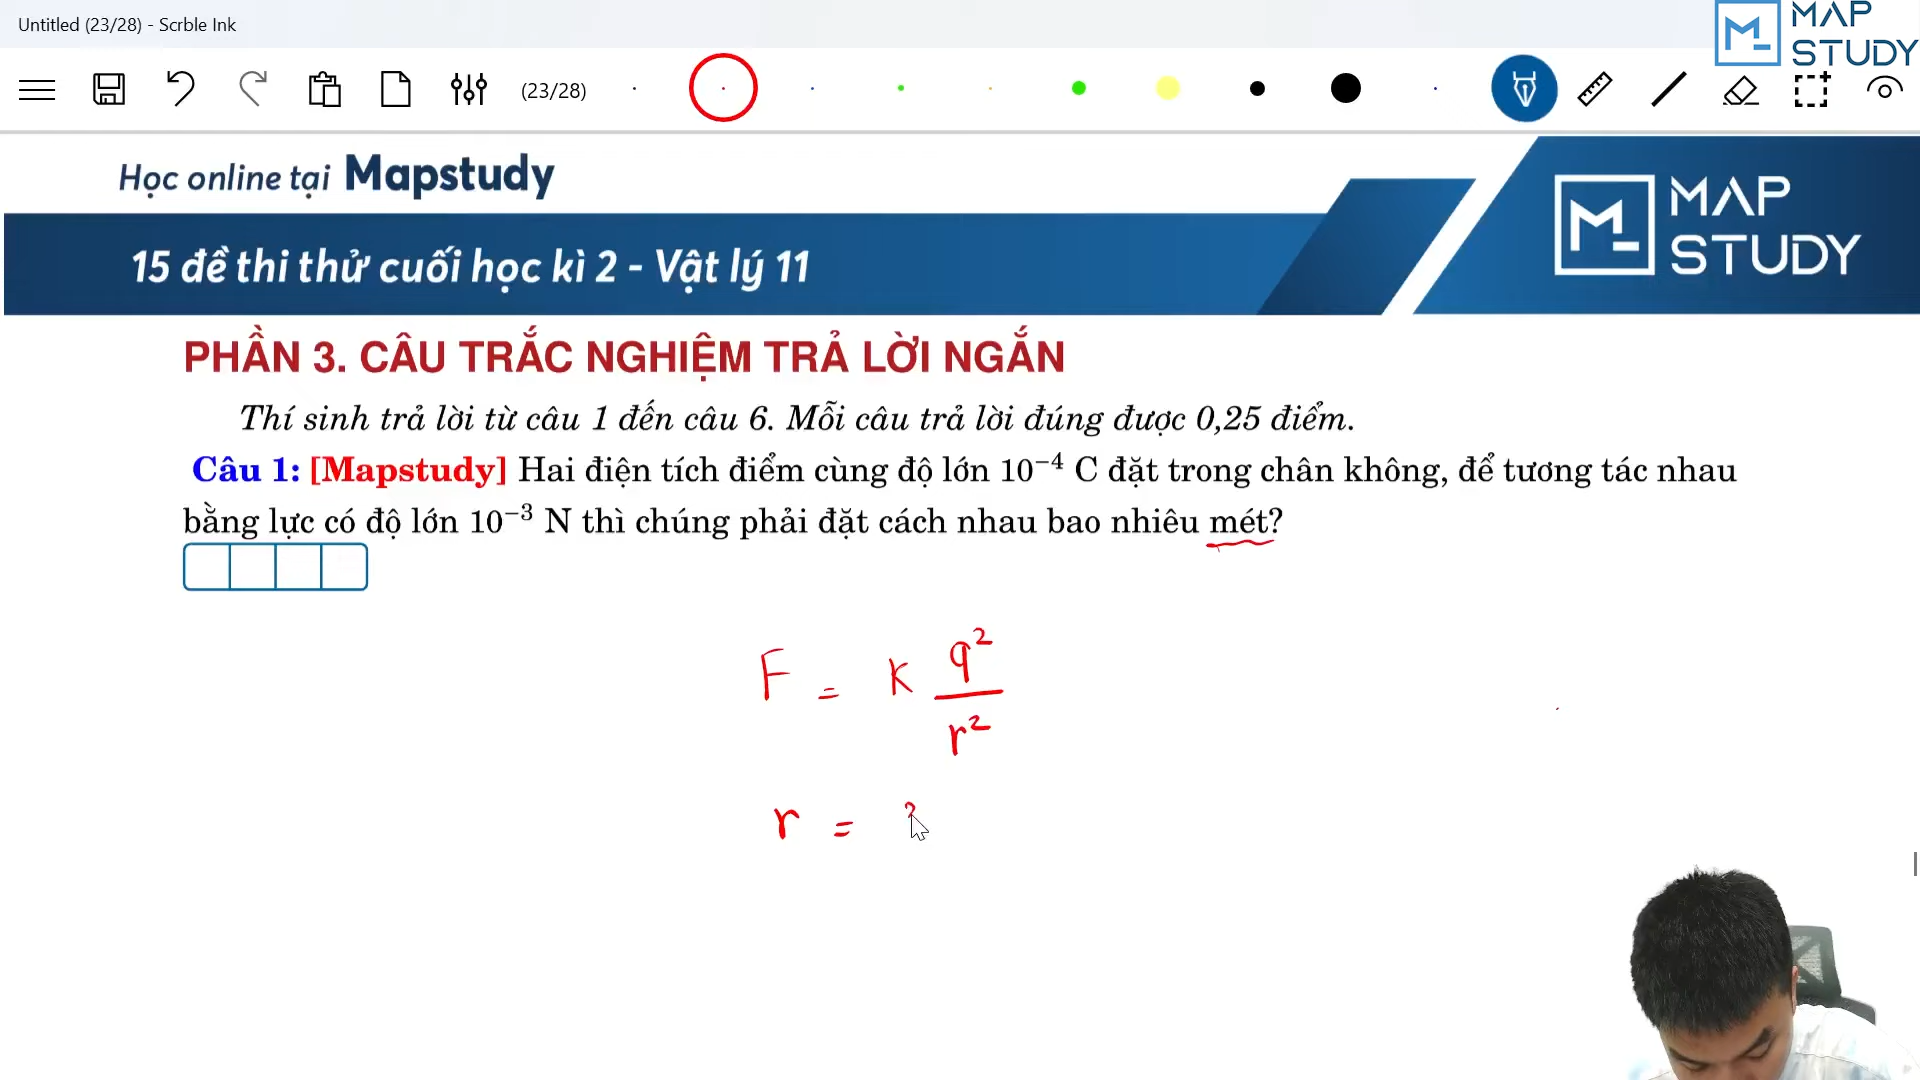 Untitled (23/28) - Scrble Ink
(23/28)
MAP
STUDY
Học online tại Mapstudy
15 đề thi thử cuối học kì 2 - Vật lý 11
MAP
STUDY
PHẦN 3. CÂU TRẮC NGHIỆM TRẢ LỜI NGẮN
Thí sinh trả lời từ câu 1 đến câu 6. Mỗi câu trả lời đúng được 0,25 điểm.
Câu 1: [Mapstudy] Hai điện tích điểm cùng độ lớn 10⁻⁴ C đặt trong chân không, để tương tác nhau
bằng lực có độ lớn 10⁻³ N thì chúng phải đặt cách nhau bao nhiêu mét?
F = k q²/r²
r = ?